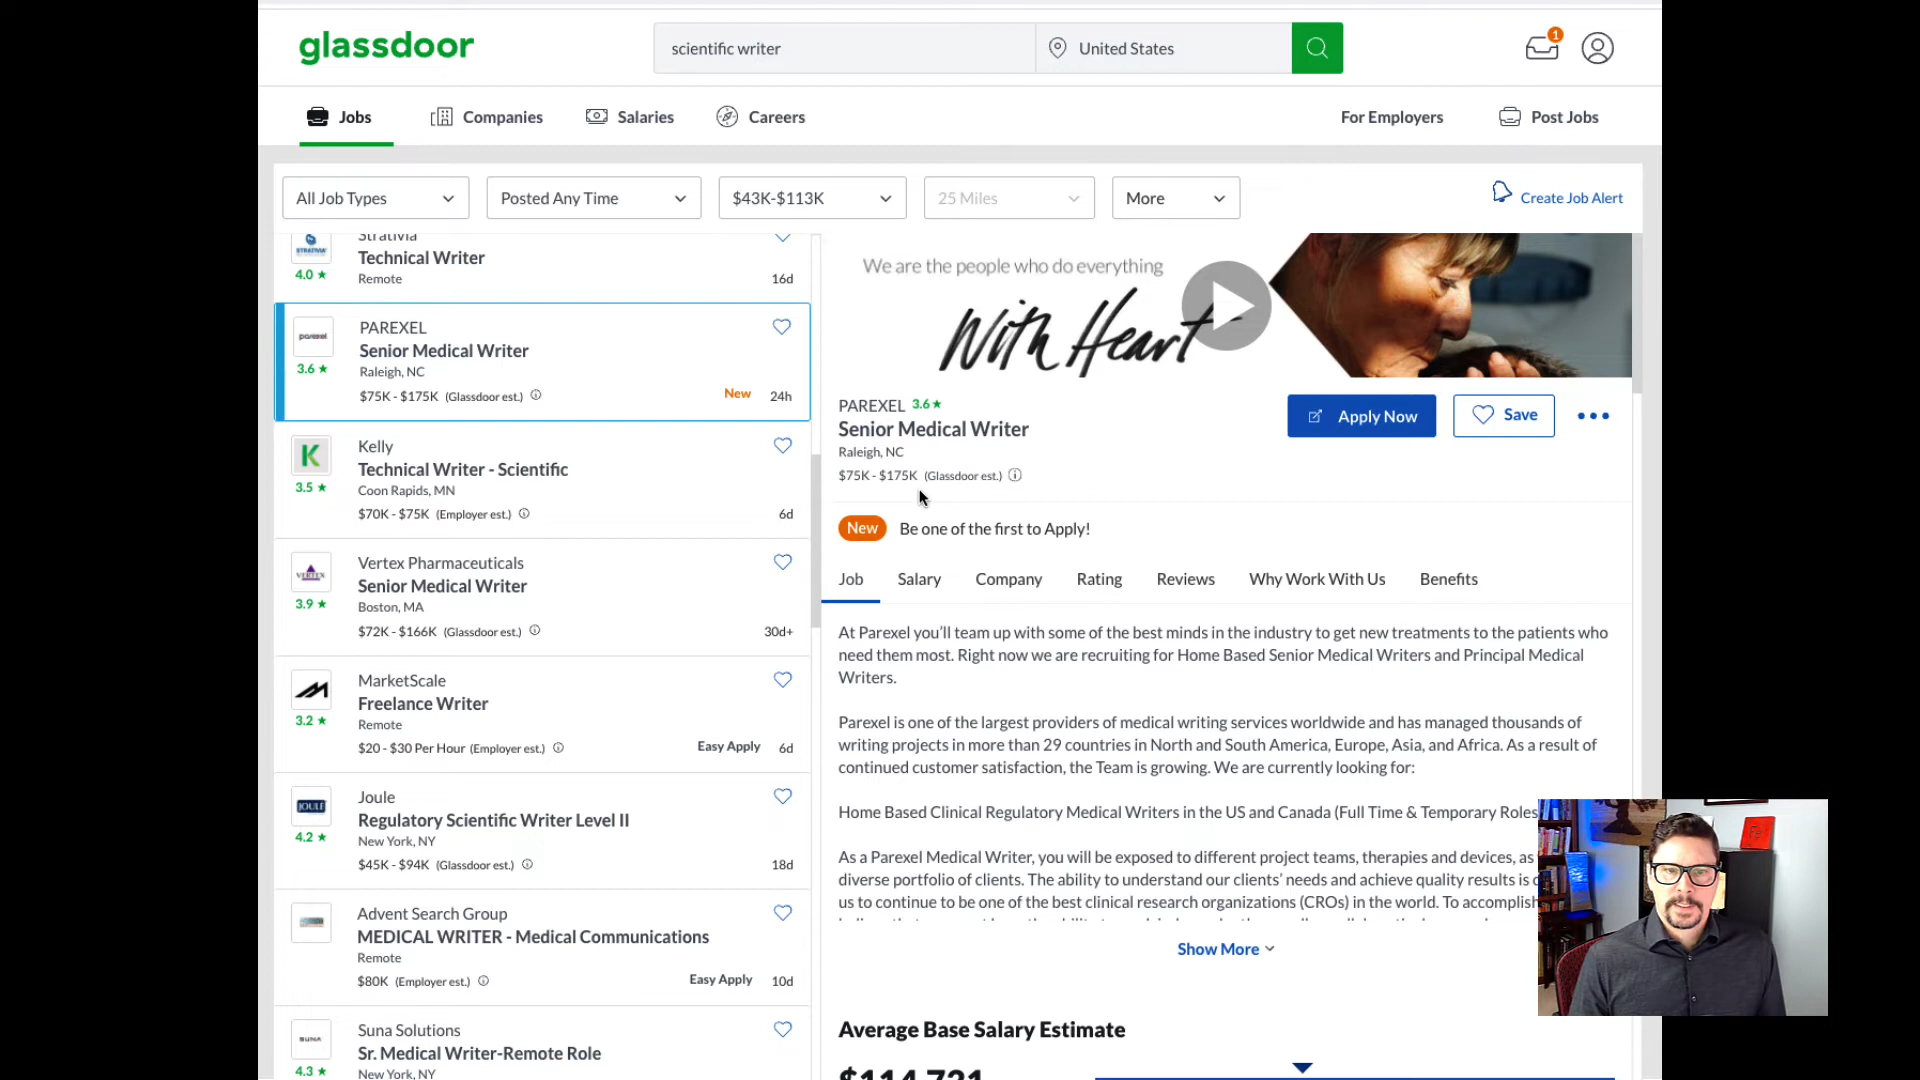 glassdoor
scientific writer
United States
1
Jobs
Companies
Salaries
Careers
For Employers
Post Jobs
All Job Types
Posted Any Time
$43K-$113K
25 Miles
More
Create Job Alert
Strativia
STRATIVIA
4.0 ★
Technical Writer
Remote
16d
parexel
3.6 ★
PAREXEL
Senior Medical Writer
Raleigh, NC
$75K - $175K (Glassdoor est.)
New
24h
K
3.5 ★
Kelly
Technical Writer - Scientific
Coon Rapids, MN
$70K - $75K (Employer est.)
6d
VERTEX
3.9 ★
Vertex Pharmaceuticals
Senior Medical Writer
Boston, MA
$72K - $166K (Glassdoor est.)
30d+
3.2 ★
MarketScale
Freelance Writer
Remote
$20 - $30 Per Hour (Employer est.)
Easy Apply
6d
JOULE
4.2 ★
Joule
Regulatory Scientific Writer Level II
New York, NY
$45K - $94K (Glassdoor est.)
18d
Advent Search Group
MEDICAL WRITER - Medical Communications
Remote
$80K (Employer est.)
Easy Apply
10d
SUNA
4.3 ★
Suna Solutions
Sr. Medical Writer-Remote Role
New York, NY
We are the people who do everything
With Heart
PAREXEL 3.6 ★
Senior Medical Writer
Raleigh, NC
$75K - $175K (Glassdoor est.)
Apply Now
Save
New
Be one of the first to Apply!
Job
Salary
Company
Rating
Reviews
Why Work With Us
Benefits
At Parexel you'll team up with some of the best minds in the industry to get new treatments to the patients who
need them most. Right now we are recruiting for Home Based Senior Medical Writers and Principal Medical
Writers.
Parexel is one of the largest providers of medical writing services worldwide and has managed thousands of
writing projects in more than 29 countries in North and South America, Europe, Asia, and Africa. As a result of
continued customer satisfaction, the Team is growing. We are currently looking for:
Home Based Clinical Regulatory Medical Writers in the US and Canada (Full Time & Temporary Roles
As a Parexel Medical Writer, you will be exposed to different project teams, therapies and devices, as
diverse portfolio of clients. The ability to understand our clients' needs and achieve quality results is
us to continue to be one of the best clinical research organizations (CROs) in the world. To accomplish
Show More
Average Base Salary Estimate
$114,721